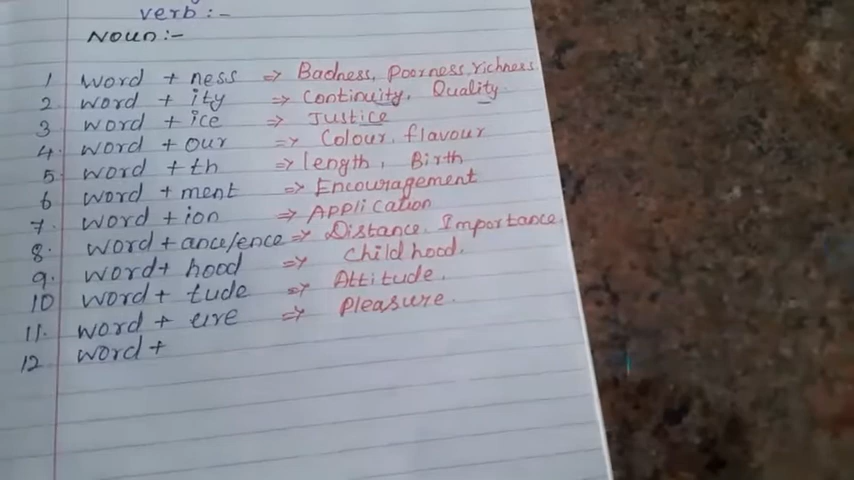 verb :-
Noun :-
1 word + ness => Badness, Poorness, richness
2. word + ity => Continuity, Quality
3 word + ice => Justice
4. word + our => Colour, flavour
5. word + th => length, Birth
6 word + ment => Encouragement
7. word + ion => Application
8. word + ance/ence => Distance, Importance
9. word + hood => Childhood.
10 word + tude => Attitude.
11. word + ure => Pleasure.
12 word +